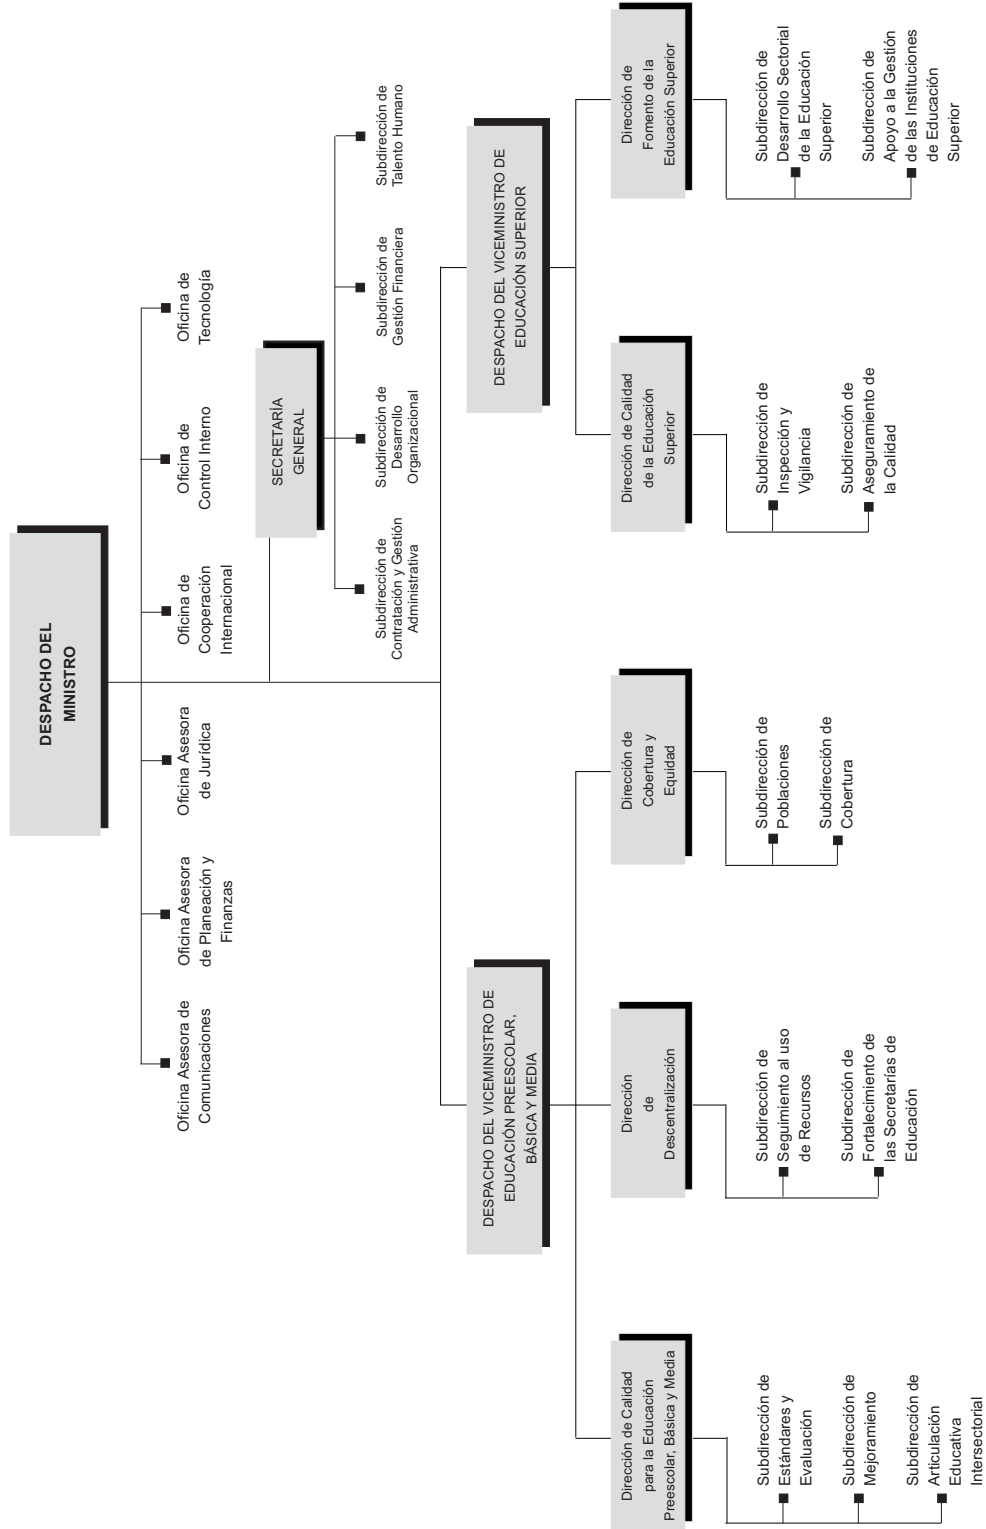 DESPACHO DEL
MINISTRO
Oficina Asesora de
Comunicaciones
Oficina Asesora
de Planeación y
Finanzas
Oficina Asesora
de Jurídica
Oficina de
Cooperación
Internacional
Oficina de
Control Interno
Oficina de
Tecnología
SECRETARÍA
GENERAL
Subdirección de
Contratación y Gestión
Administrativa
Subdirección de
Desarrollo
Organizacional
Subdirección de
Gestión Financiera
Subdirección de
Talento Humano
DESPACHO DEL VICEMINISTRO DE
EDUCACIÓN PREESCOLAR,
BÁSICA Y MEDIA
DESPACHO DEL VICEMINISTRO DE
EDUCACIÓN SUPERIOR
Dirección de Calidad
para la Educación
Preescolar, Básica y Media
Subdirección de
Estándares y
Evaluación
Subdirección de
Mejoramiento
Subdirección de
Articulación
Educativa
Intersectorial
Dirección
de
Descentralización
Subdirección de
Seguimiento al uso
de Recursos
Subdirección de
Fortalecimiento de
las Secretarías de
Educación
Dirección de
Cobertura y
Equidad
Subdirección de
Poblaciones
Subdirección de
Cobertura
Dirección de Calidad
de la Educación
Superior
Subdirección de
Inspección y
Vigilancia
Subdirección de
Aseguramiento de
la Calidad
Dirección de
Fomento de la
Educación Superior
Subdirección de
Desarrollo Sectorial
de la Educación
Superior
Subdirección de
Apoyo a la Gestión
de las Instituciones
de Educación
Superior